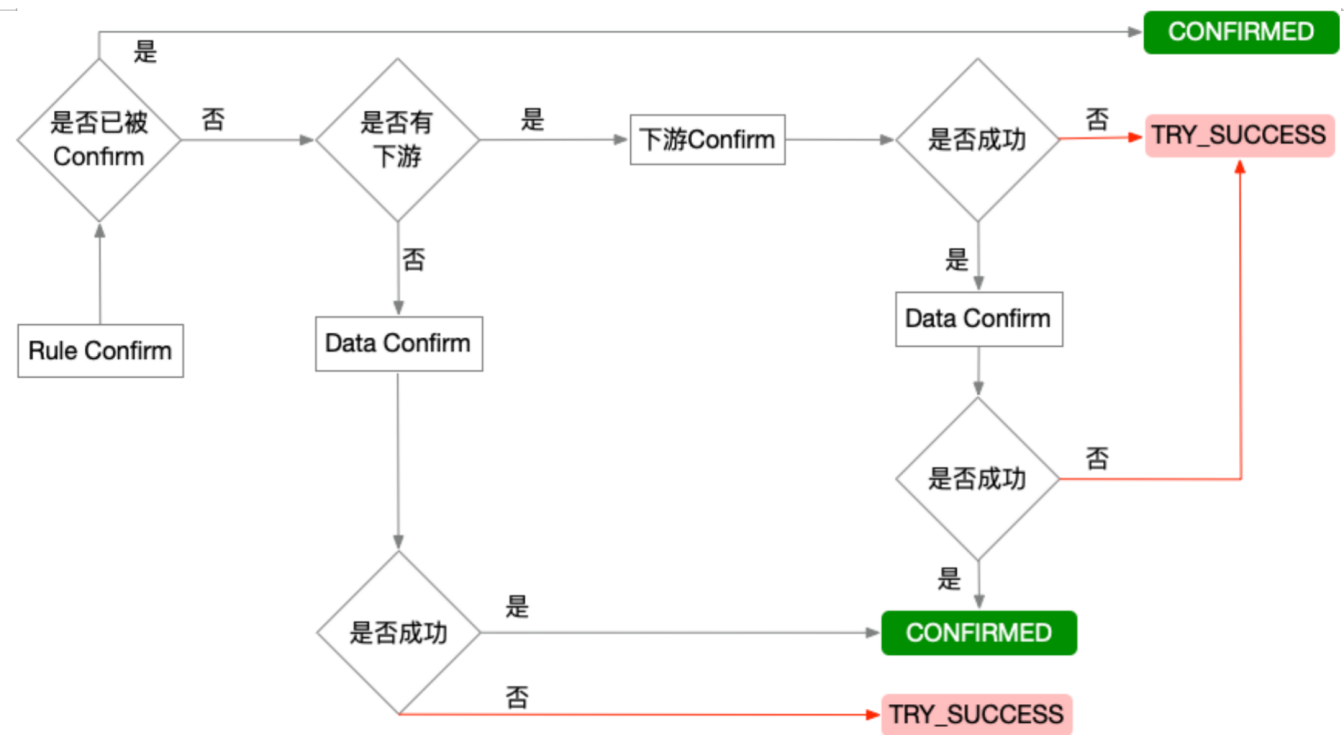 CONFIRMED
是
是否已被
Confirm
否
是否有
下游
是
下游Confirm
是否成功
否
TRY_SUCCESS
否
是
Rule Confirm
Data Confirm
Data Confirm
是否成功
否
是
是否成功
是
CONFIRMED
否
TRY_SUCCESS